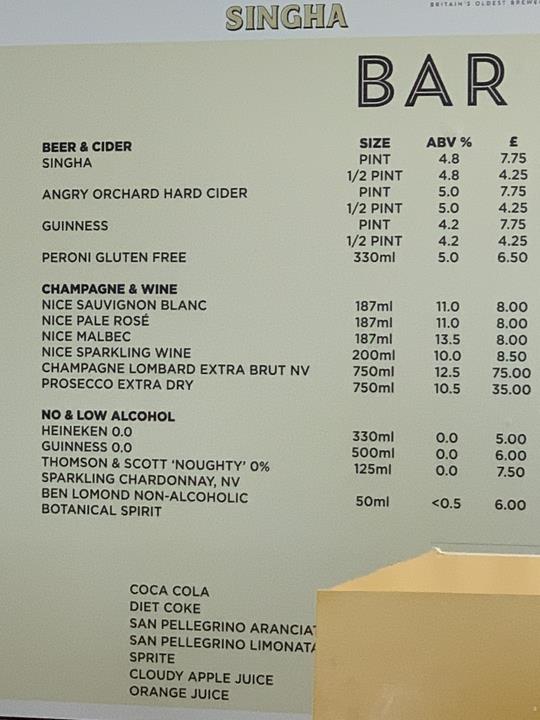 SINGHA
BRITAIN'S OLDEST
BAR
BEER & CIDER SIZE ABV % £
SINGHA PINT 4.8 7.75
1/2 PINT 4.8 4.25
ANGRY ORCHARD HARD CIDER PINT 5.0 7.75
1/2 PINT 5.0 4.25
GUINNESS PINT 4.2 7.75
1/2 PINT 4.2 4.25
PERONI GLUTEN FREE 330ml 5.0 6.50
CHAMPAGNE & WINE
NICE SAUVIGNON BLANC 187ml 11.0 8.00
NICE PALE ROSÉ 187ml 11.0 8.00
NICE MALBEC 187ml 13.5 8.00
NICE SPARKLING WINE 200ml 10.0 8.50
CHAMPAGNE LOMBARD EXTRA BRUT NV 750ml 12.5 75.00
PROSECCO EXTRA DRY 750ml 10.5 35.00
NO & LOW ALCOHOL
HEINEKEN 0.0 330ml 0.0 5.00
GUINNESS 0.0 500ml 0.0 6.00
THOMSON & SCOTT ‘NOUGHTY’ 0% 125ml 0.0 7.50
SPARKLING CHARDONNAY, NV
BEN LOMOND NON-ALCOHOLIC 50ml <0.5 6.00
BOTANICAL SPIRIT
COCA COLA
DIET COKE
SAN PELLEGRINO ARANCIAT
SAN PELLEGRINO LIMONATA
SPRITE
CLOUDY APPLE JUICE
ORANGE JUICE